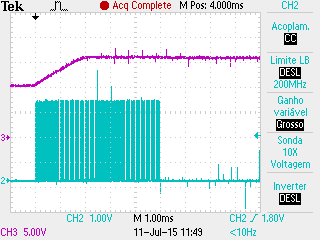 Tek Acq Complete M Pos: 4.000ms CH2
Acoplam.
CC
Limite LB
DESL
200MHz
Ganho
variável
Grosso
Sonda
10X
Voltagem
Inverter
DESL
3
2
CH2 1.00V M 1.00ms CH2 1.80V
CH3 5.00V 11-Jul-15 11:49 <10Hz